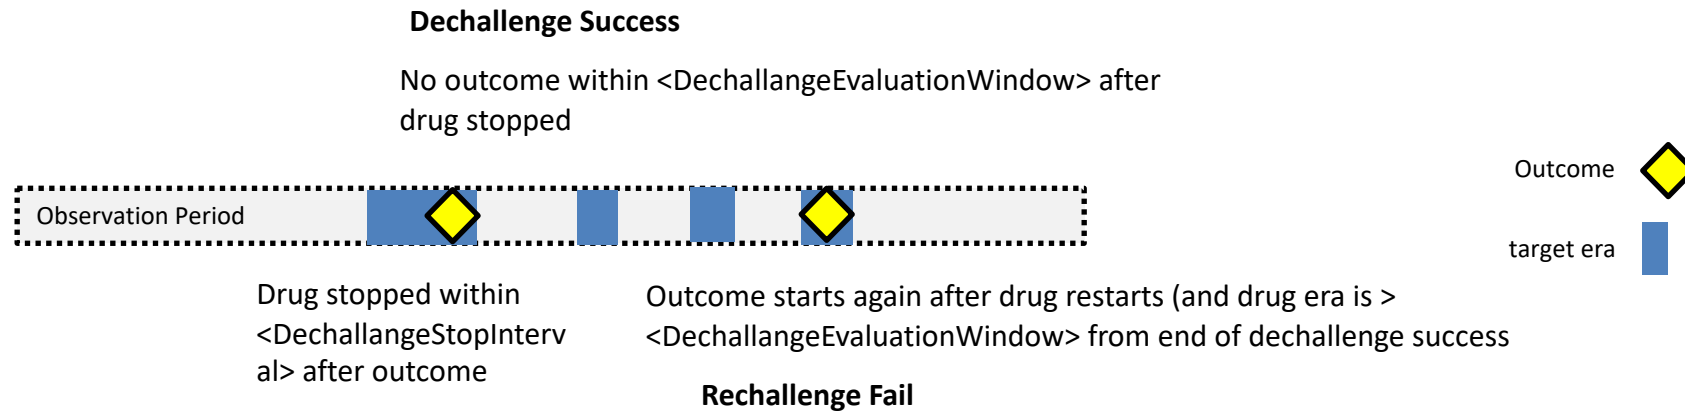 Dechallenge Success
No outcome within <DechallangeEvaluationWindow> after
drug stopped
Outcome
Observation Period
target era
Drug stopped within
<DechallangeStopInterv
al> after outcome
Outcome starts again after drug restarts (and drug era is >
<DechallangeEvaluationWindow> from end of dechallenge success
Rechallenge Fail